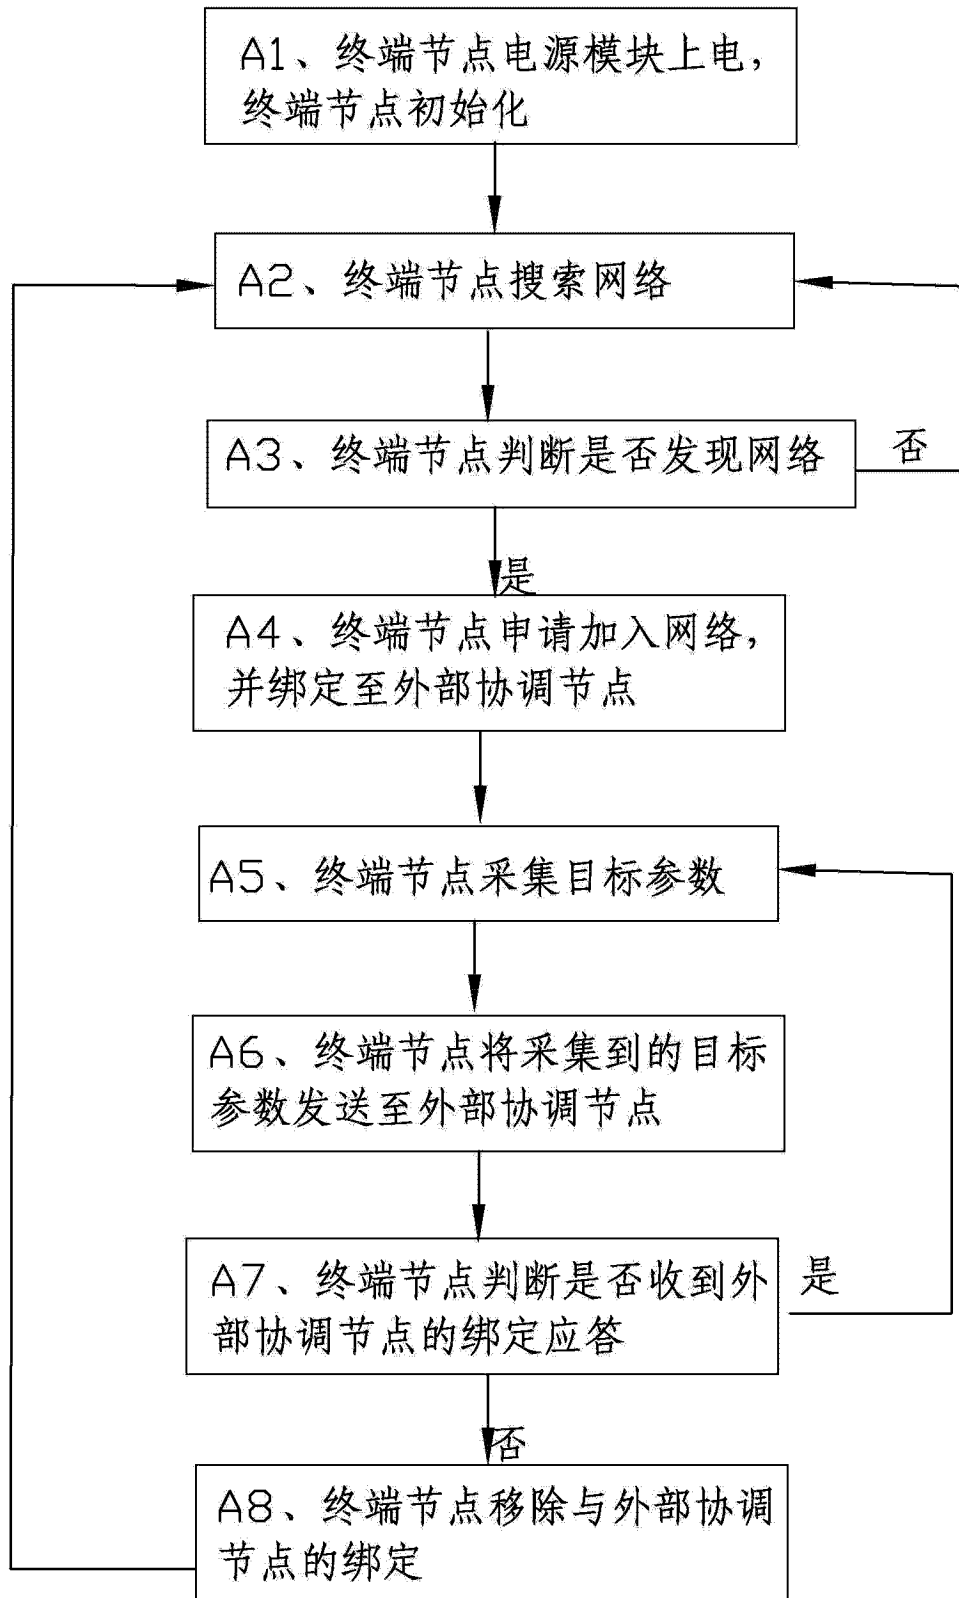 A1、终端节点电源模块上电,
终端节点初始化
A2、终端节点搜索网络
A3、终端节点判断是否发现网络
否
是
A4、终端节点申请加入网络,
并绑定至外部协调节点
A5、终端节点采集目标参数
A6、终端节点将采集到的目标
参数发送至外部协调节点
A7、终端节点判断是否收到外
部协调节点的绑定应答
是
否
A8、终端节点移除与外部协调
节点的绑定